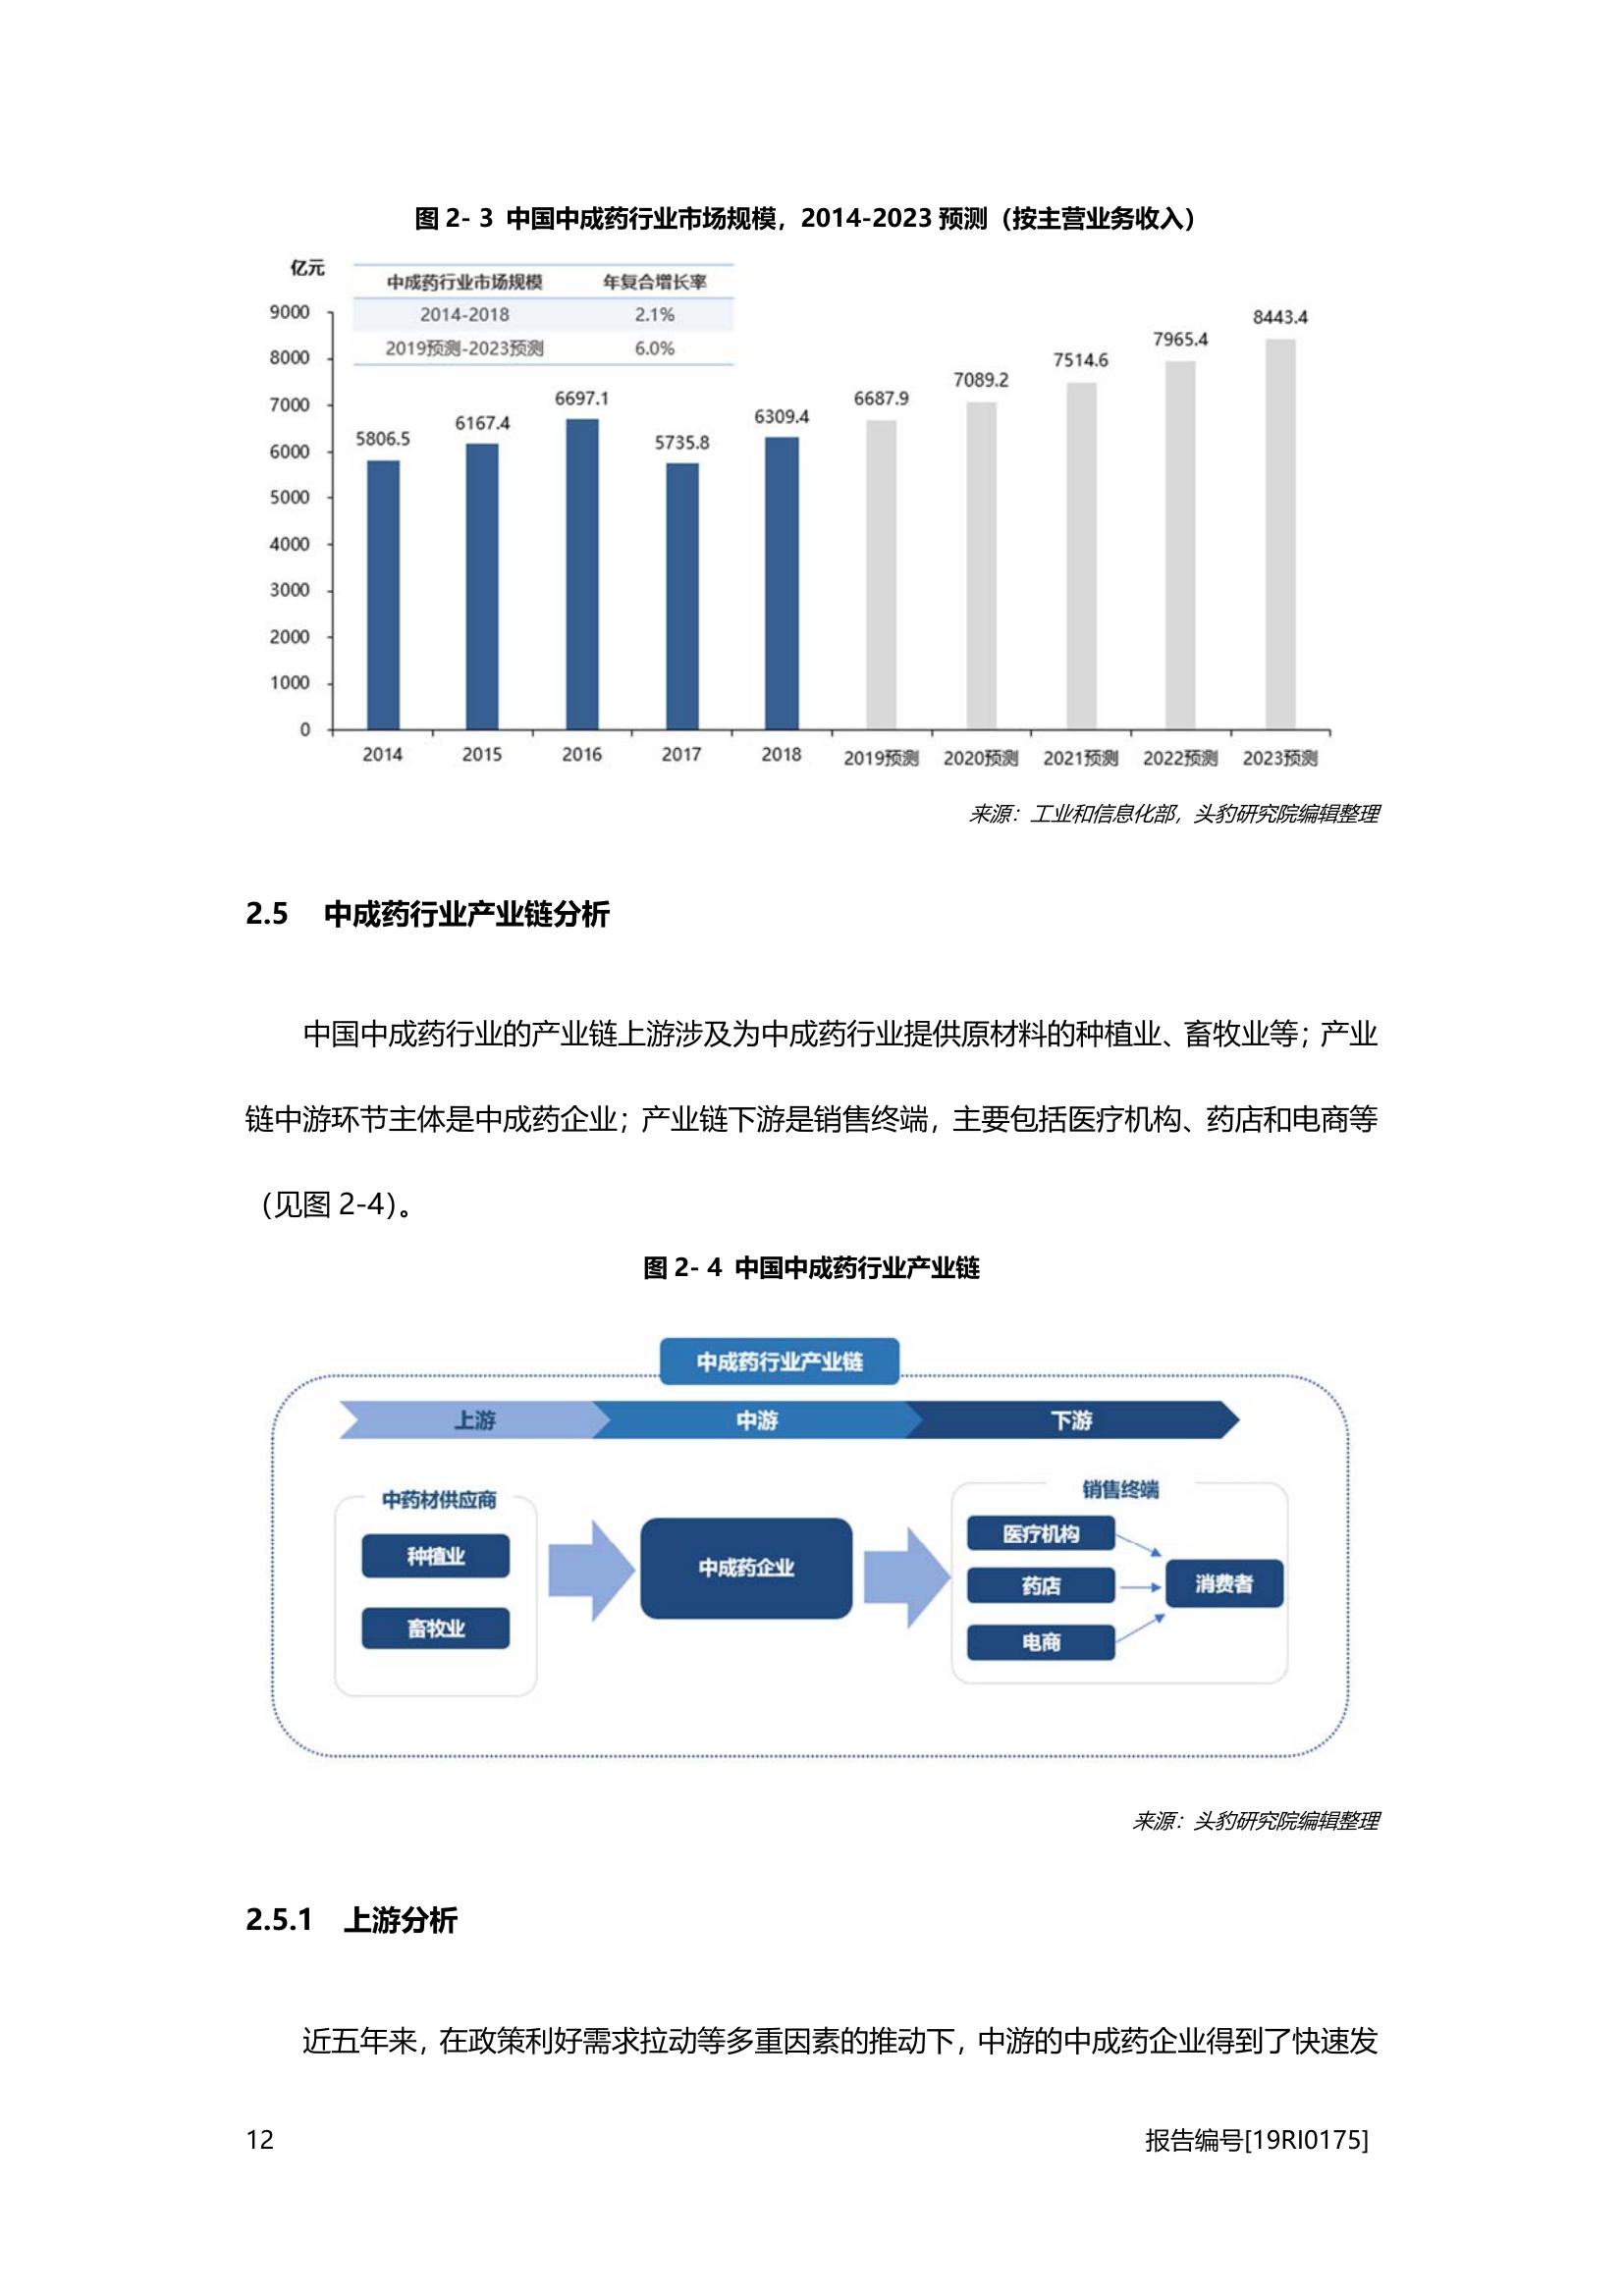 图 2- 3 中国中成药行业市场规模，2014-2023 预测（按主营业务收入）
亿元
中成药行业市场规模 年复合增长率
2014-2018 2.1%
2019预测-2023预测 6.0%
9000
8000
7000
6000
5000
4000
3000
2000
1000
0
5806.5 6167.4 6697.1 5735.8 6309.4 6687.9 7089.2 7514.6 7965.4 8443.4
2014 2015 2016 2017 2018 2019预测 2020预测 2021预测 2022预测 2023预测
来源：工业和信息化部，头豹研究院编辑整理
2.5 中成药行业产业链分析
中国中成药行业的产业链上游涉及为中成药行业提供原材料的种植业、畜牧业等；产业
链中游环节主体是中成药企业；产业链下游是销售终端，主要包括医疗机构、药店和电商等
（见图 2-4）。
图 2- 4 中国中成药行业产业链
中成药行业产业链
上游 中游 下游
中药材供应商
种植业
畜牧业
中成药企业
销售终端
医疗机构
药店
电商
消费者
来源：头豹研究院编辑整理
2.5.1 上游分析
近五年来，在政策利好需求拉动等多重因素的推动下，中游的中成药企业得到了快速发
12 报告编号[19RI0175]